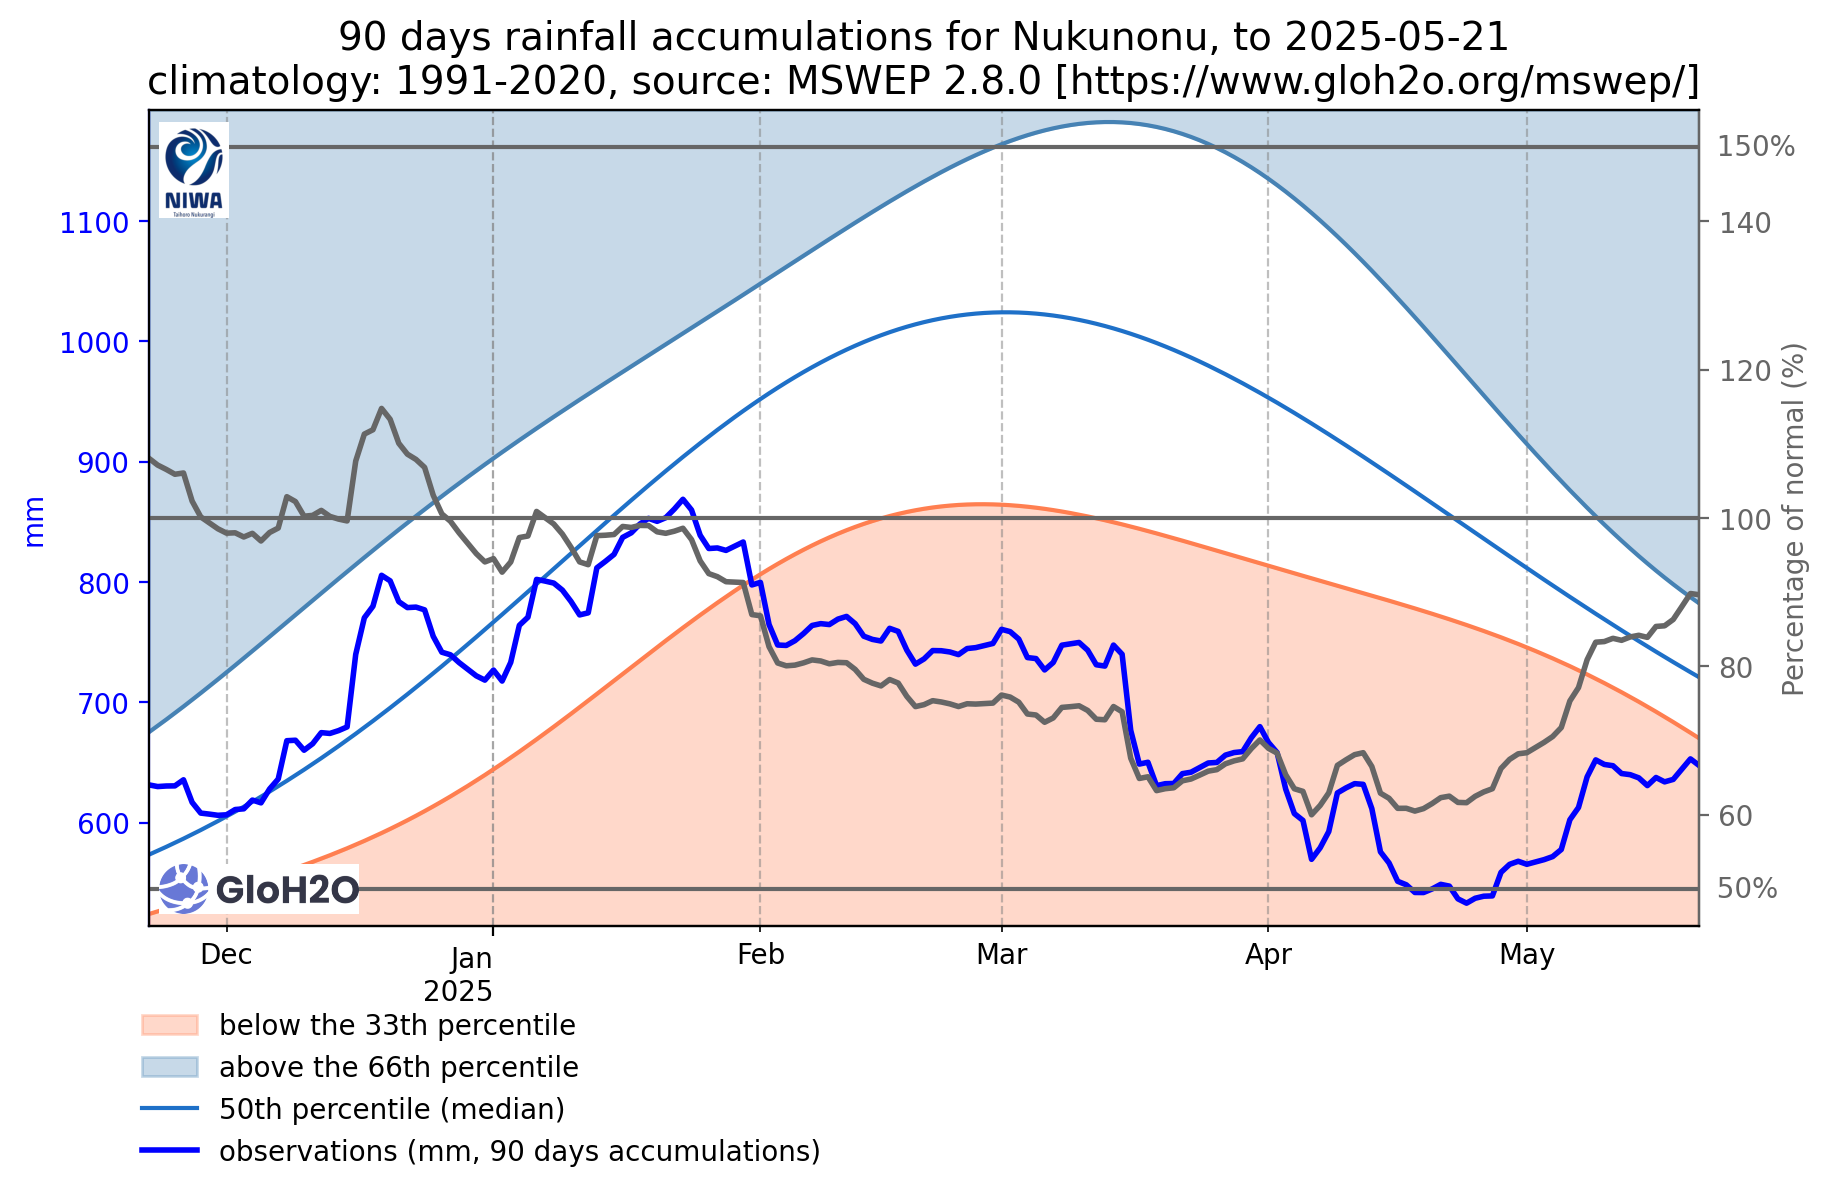 90 days rainfall accumulations for Nukunonu, to 2025-05-21
climatology: 1991-2020, source: MSWEP 2.8.0 [https://www.gloh2o.org/mswep/]
NIWA
Taihoro Nukurangi
1100
1000
900
800
700
600
mm
150%
140
120
100
80
60
50%
Percentage of normal (%)
GloH2O
Dec
Jan
2025
Feb
Mar
Apr
May
below the 33th percentile
above the 66th percentile
50th percentile (median)
observations (mm, 90 days accumulations)